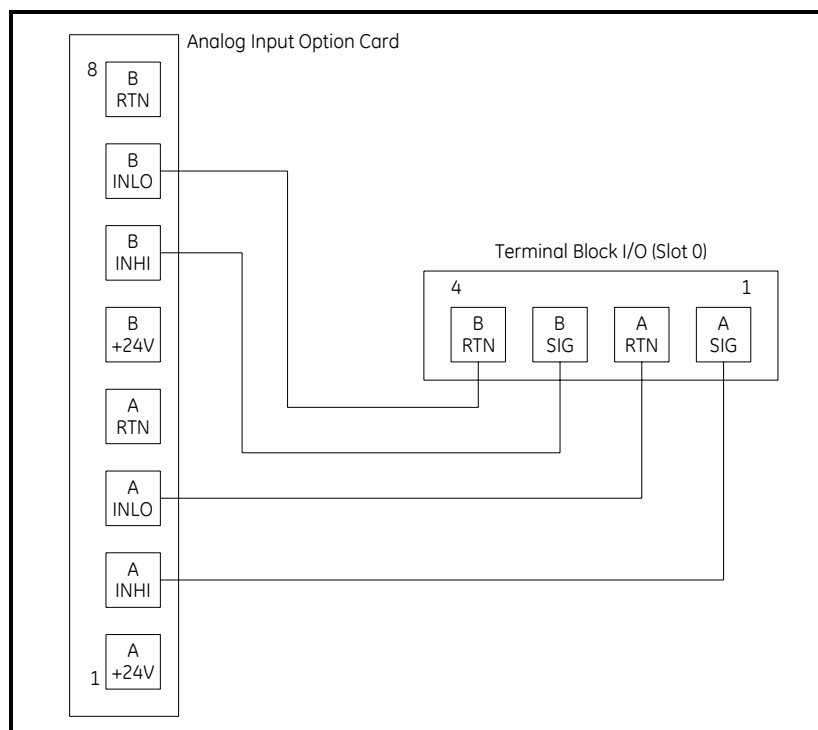 Analog Input Option Card
8
B
RTN
B
INLO
B
INHI
B
+24V
A
RTN
A
INLO
A
INHI
A
+24V
1
Terminal Block I/O (Slot 0)
4
1
B
RTN
B
SIG
A
RTN
A
SIG